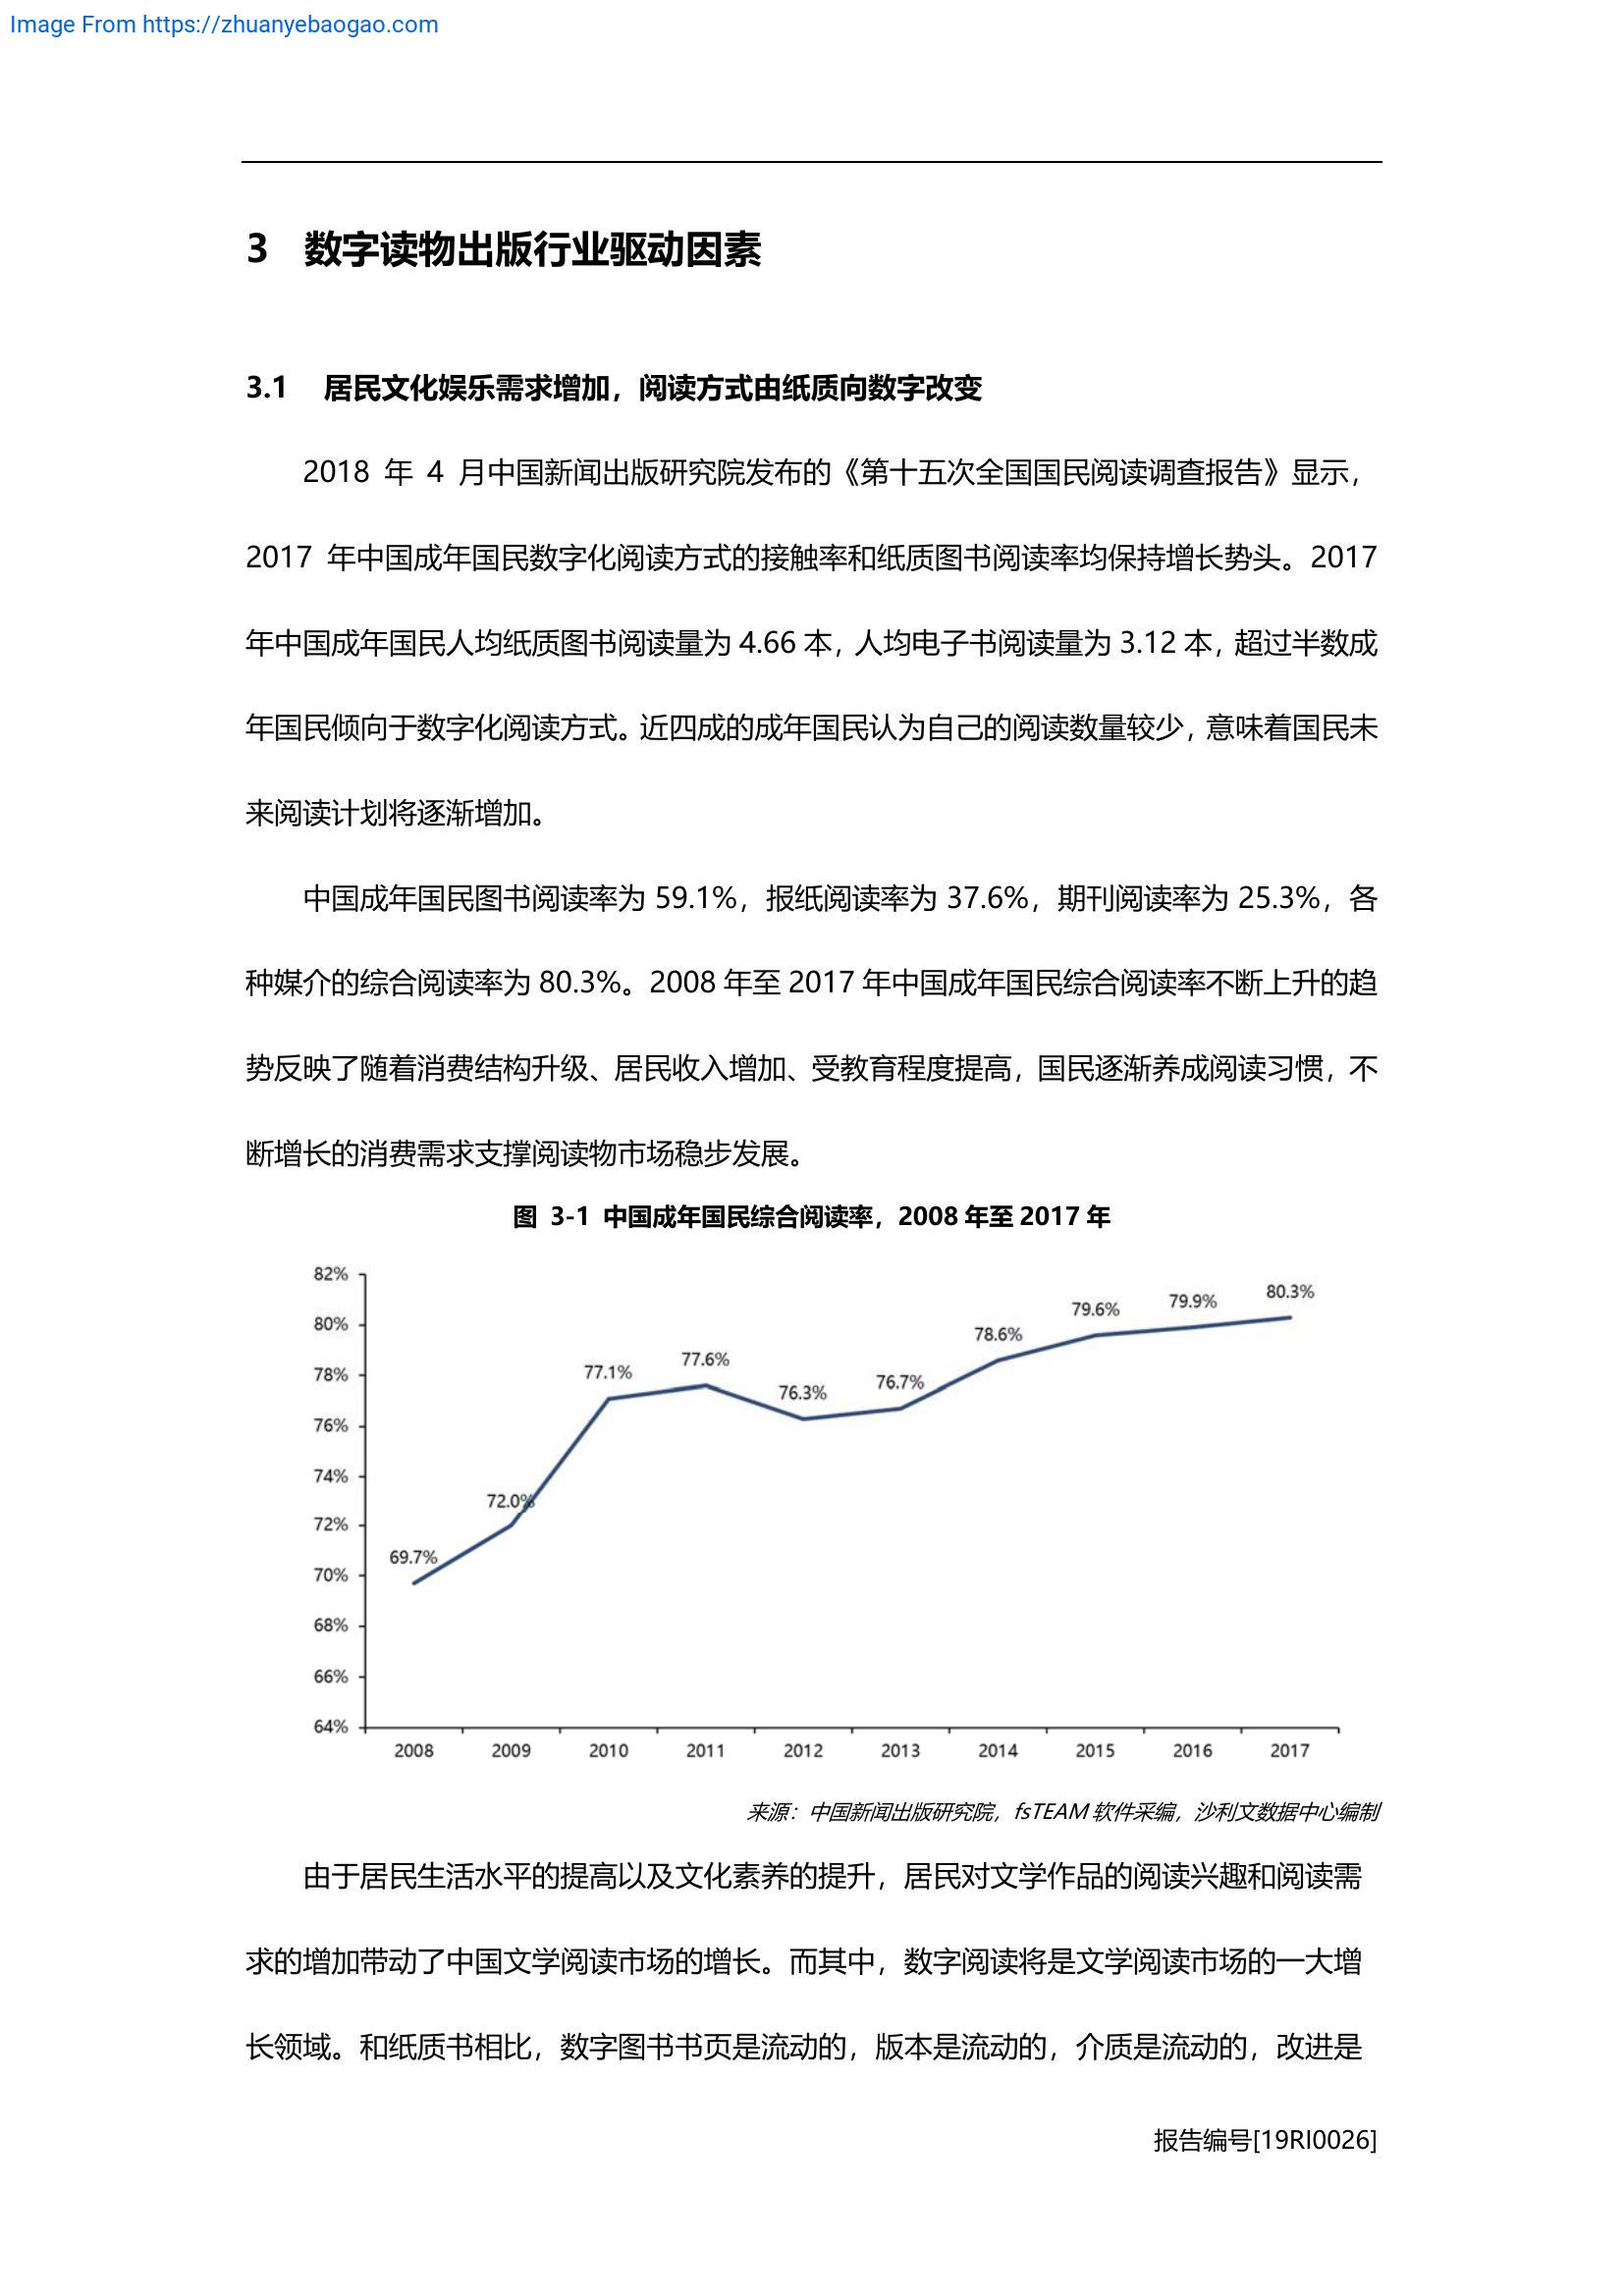 Image From https://zhuanyebaogao.com
3 数字读物出版行业驱动因素
3.1 居民文化娱乐需求增加，阅读方式由纸质向数字改变
2018 年 4 月中国新闻出版研究院发布的《第十五次全国国民阅读调查报告》显示，
2017 年中国成年国民数字化阅读方式的接触率和纸质图书阅读率均保持增长势头。2017
年中国成年国民人均纸质图书阅读量为 4.66 本，人均电子书阅读量为 3.12 本，超过半数成
年国民倾向于数字化阅读方式。近四成的成年国民认为自己的阅读数量较少，意味着国民未
来阅读计划将逐渐增加。
中国成年国民图书阅读率为 59.1%，报纸阅读率为 37.6%，期刊阅读率为 25.3%，各
种媒介的综合阅读率为 80.3%。2008 年至 2017 年中国成年国民综合阅读率不断上升的趋
势反映了随着消费结构升级、居民收入增加、受教育程度提高，国民逐渐养成阅读习惯，不
断增长的消费需求支撑阅读物市场稳步发展。
图 3-1 中国成年国民综合阅读率，2008 年至 2017 年
82%
80%
78%
76%
74%
72%
70%
68%
66%
64%
69.7%
72.0%
77.1%
77.6%
76.3%
76.7%
78.6%
79.6%
79.9%
80.3%
2008 2009 2010 2011 2012 2013 2014 2015 2016 2017
来源：中国新闻出版研究院，fsTEAM 软件采编，沙利文数据中心编制
由于居民生活水平的提高以及文化素养的提升，居民对文学作品的阅读兴趣和阅读需
求的增加带动了中国文学阅读市场的增长。而其中，数字阅读将是文学阅读市场的一大增
长领域。和纸质书相比，数字图书书页是流动的，版本是流动的，介质是流动的，改进是
报告编号[19RI0026]